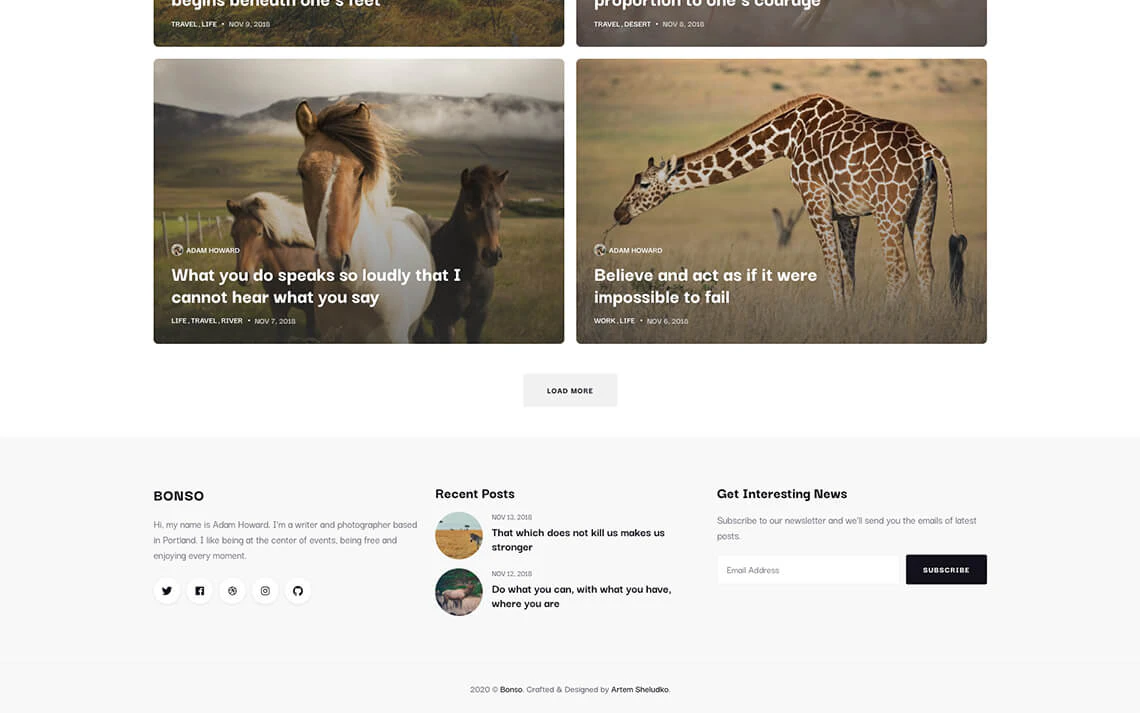 begins beneath one's feet
TRAVEL, LIFE • NOV 9, 2018
proportion to one's courage
TRAVEL, DESERT • NOV 8, 2018
ADAM HOWARD
What you do speaks so loudly that I
cannot hear what you say
LIFE, TRAVEL, RIVER • NOV 7, 2018
ADAM HOWARD
Believe and act as if it were
impossible to fail
WORK, LIFE • NOV 6, 2018
LOAD MORE
BONSO
Hi, my name is Adam Howard. I'm a writer and photographer based
in Portland. I like being at the center of events, being free and
enjoying every moment.
Recent Posts
NOV 13, 2018
That which does not kill us makes us
stronger
NOV 12, 2018
Do what you can, with what you have,
where you are
Get Interesting News
Subscribe to our newsletter and we'll send you the emails of latest
posts.
Email Address
SUBSCRIBE
2020 © Bonso. Crafted & Designed by Artem Sheludko.